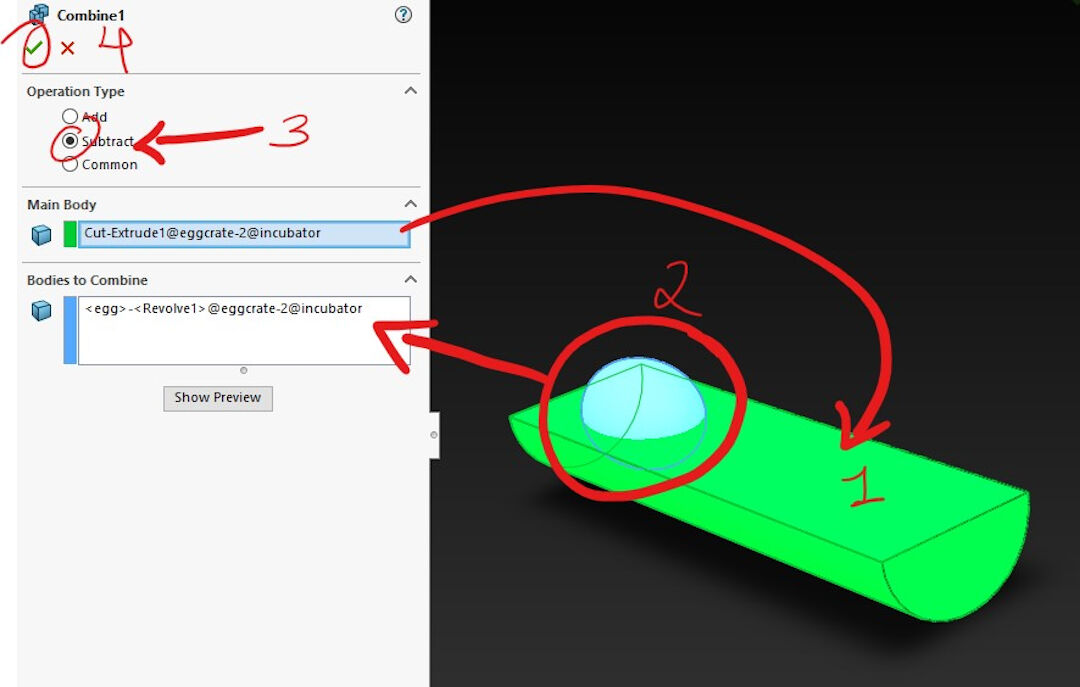 Combine1
?
4
Operation Type
Add
Subtract
3
Common
Main Body
Cut-Extrude1@eggcrate-2@incubator
Bodies to Combine
<egg>-<Revolve1>@eggcrate-2@incubator
Show Preview
2
1